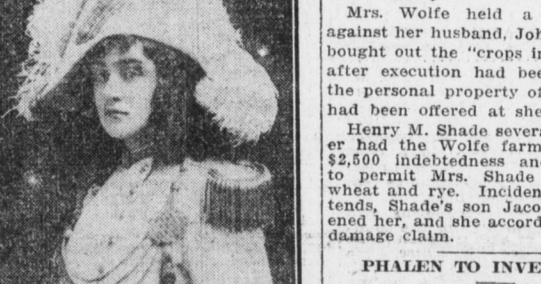 Mrs. Wolfe held a
against her husband, Joh
bought out the "crops in
after execution had bee
the personal property of
had been offered at she
Henry M. Shade severa
er had the Wolfe farm
$2,500 indebtedness and
to permit Mrs. Shade
wheat and rye. Inciden
tends, Shade's son Jaco
ened her, and she accord
damage claim.
PHALEN TO INVE